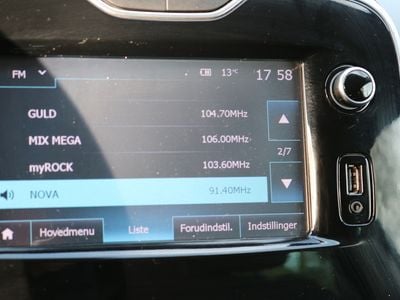 FM 13°C 17 58
GULD 104.70MHz
MIX MEGA 106.00MHz
myROCK 103.60MHz
2/7
NOVA 91.40MHz
Hovedmenu Liste Forudindstil. Indstillinger